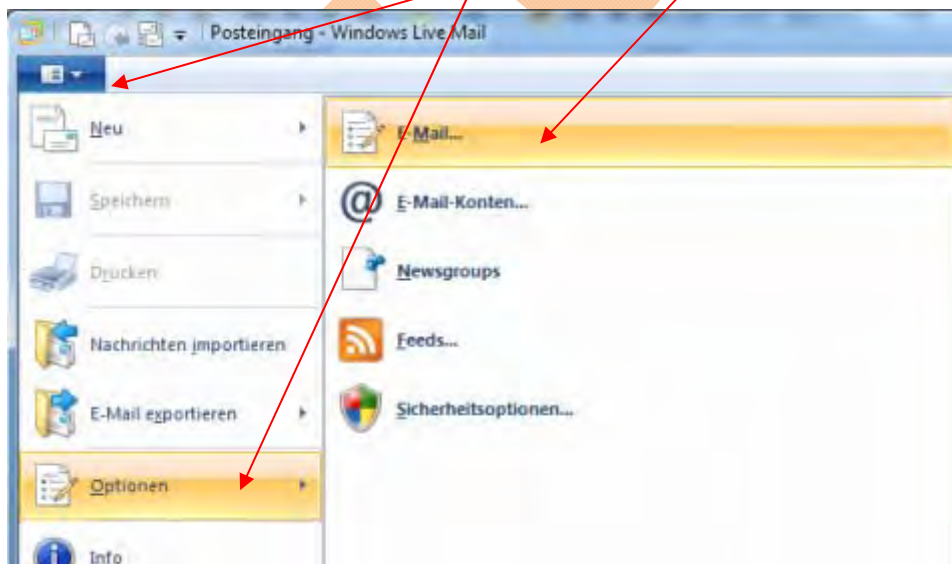 Posteingang - Windows Live Mail
Neu
Speichern
Drucken
Nachrichten importieren
E-Mail exportieren
Optionen
Info
E-Mail...
E-Mail-Konten...
Newsgroups
Feeds...
Sicherheitsoptionen...